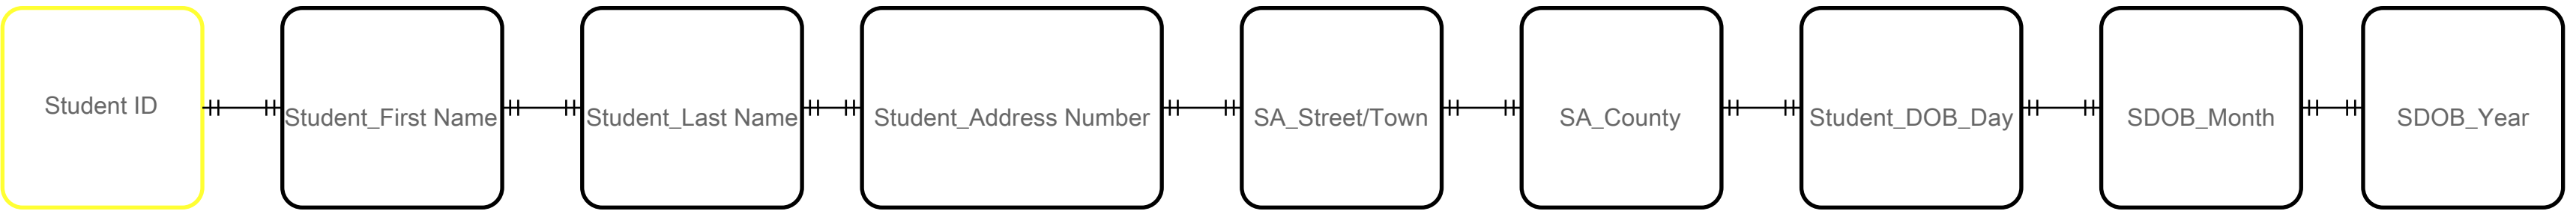 Student ID
Student_First Name
Student_Last Name
Student_Address Number
SA_Street/Town
SA_County
Student_DOB_Day
SDOB_Month
SDOB_Year